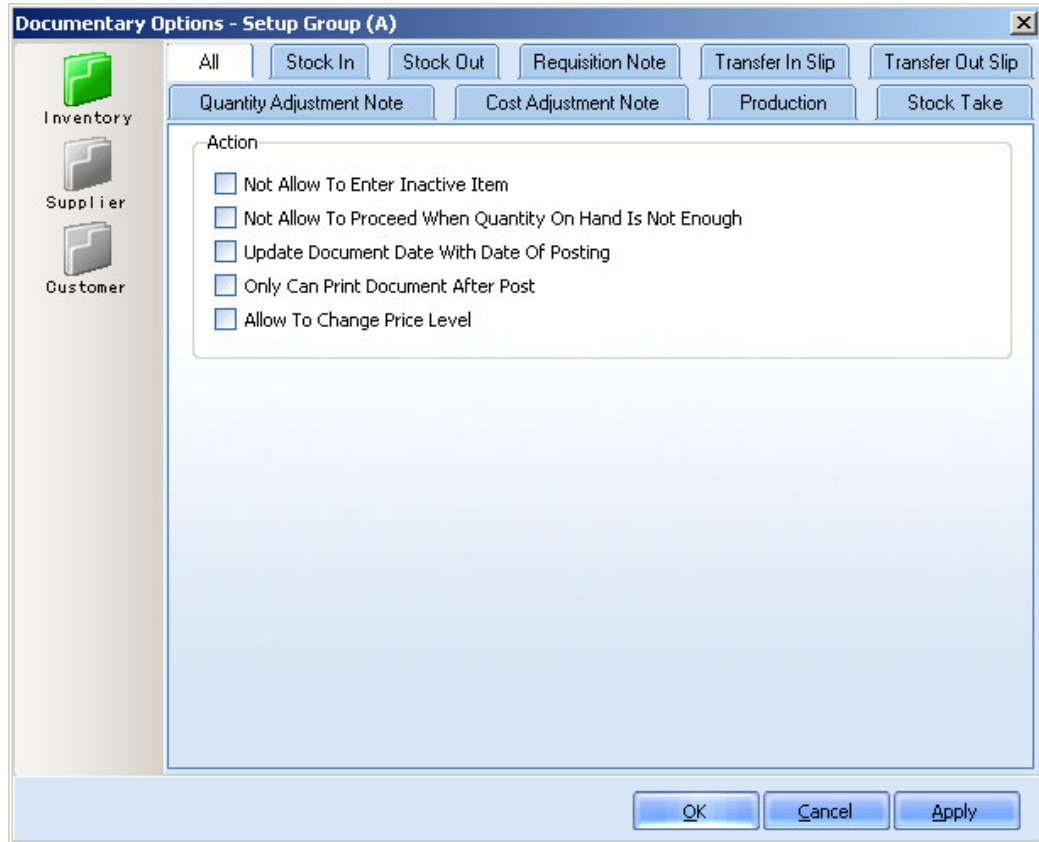 Documentary Options - Setup Group (A)
Inventory
Supplier
Customer
All Stock In Stock Out Requisition Note Transfer In Slip Transfer Out Slip
Quantity Adjustment Note Cost Adjustment Note Production Stock Take
Action
Not Allow To Enter Inactive Item
Not Allow To Proceed When Quantity On Hand Is Not Enough
Update Document Date With Date Of Posting
Only Can Print Document After Post
Allow To Change Price Level
OK Cancel Apply